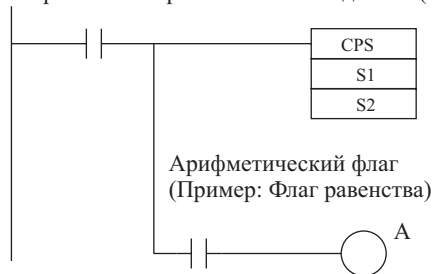 CPS
S1
S2
Арифметический флаг
(Пример: Флаг равенства)
A